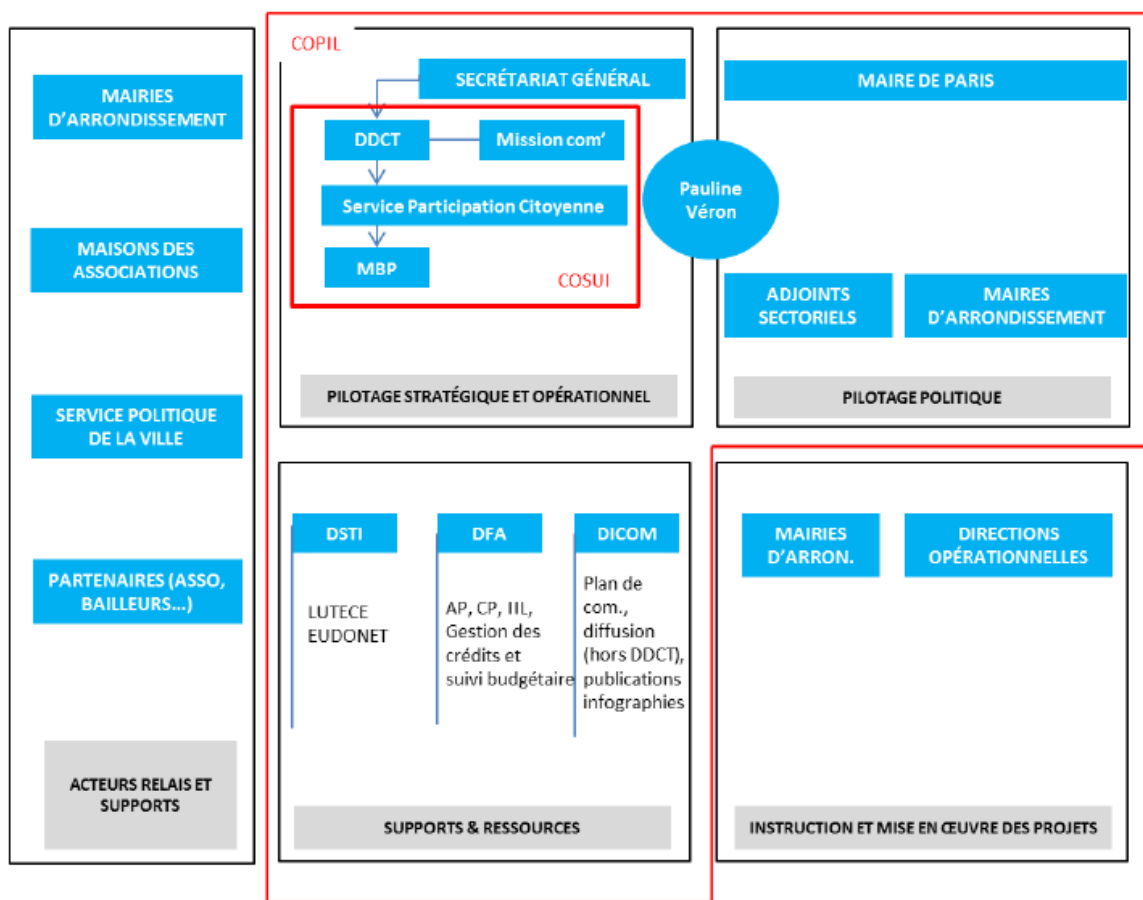 MAIRIES
D'ARRONDISSEMENT
MAISONS DES
ASSOCIATIONS
SERVICE POLITIQUE
DE LA VILLE
PARTENAIRES (ASSO,
BAILLEURS...)
ACTEURS RELAIS ET
SUPPORTS
COPIL
SECRÉTARIAT GÉNÉRAL
DDCT
Mission com'
Service Participation Citoyenne
MBP
COSUI
PILOTAGE STRATÉGIQUE ET OPÉRATIONNEL
Pauline
Véron
MAIRE DE PARIS
ADJOINTS
SECTORIELS
MAIRES
D'ARRONDISSEMENT
PILOTAGE POLITIQUE
DSTI
LUTECE
EUDONET
DFA
AP, CP, IIL,
Gestion des
crédits et
suivi budgétaire
DICOM
Plan de
com.,
diffusion
(hors DDCT),
publications
infographies
SUPPORTS & RESSOURCES
MAIRIES
D'ARRON.
DIRECTIONS
OPÉRATIONNELLES
INSTRUCTION ET MISE EN ŒUVRE DES PROJETS